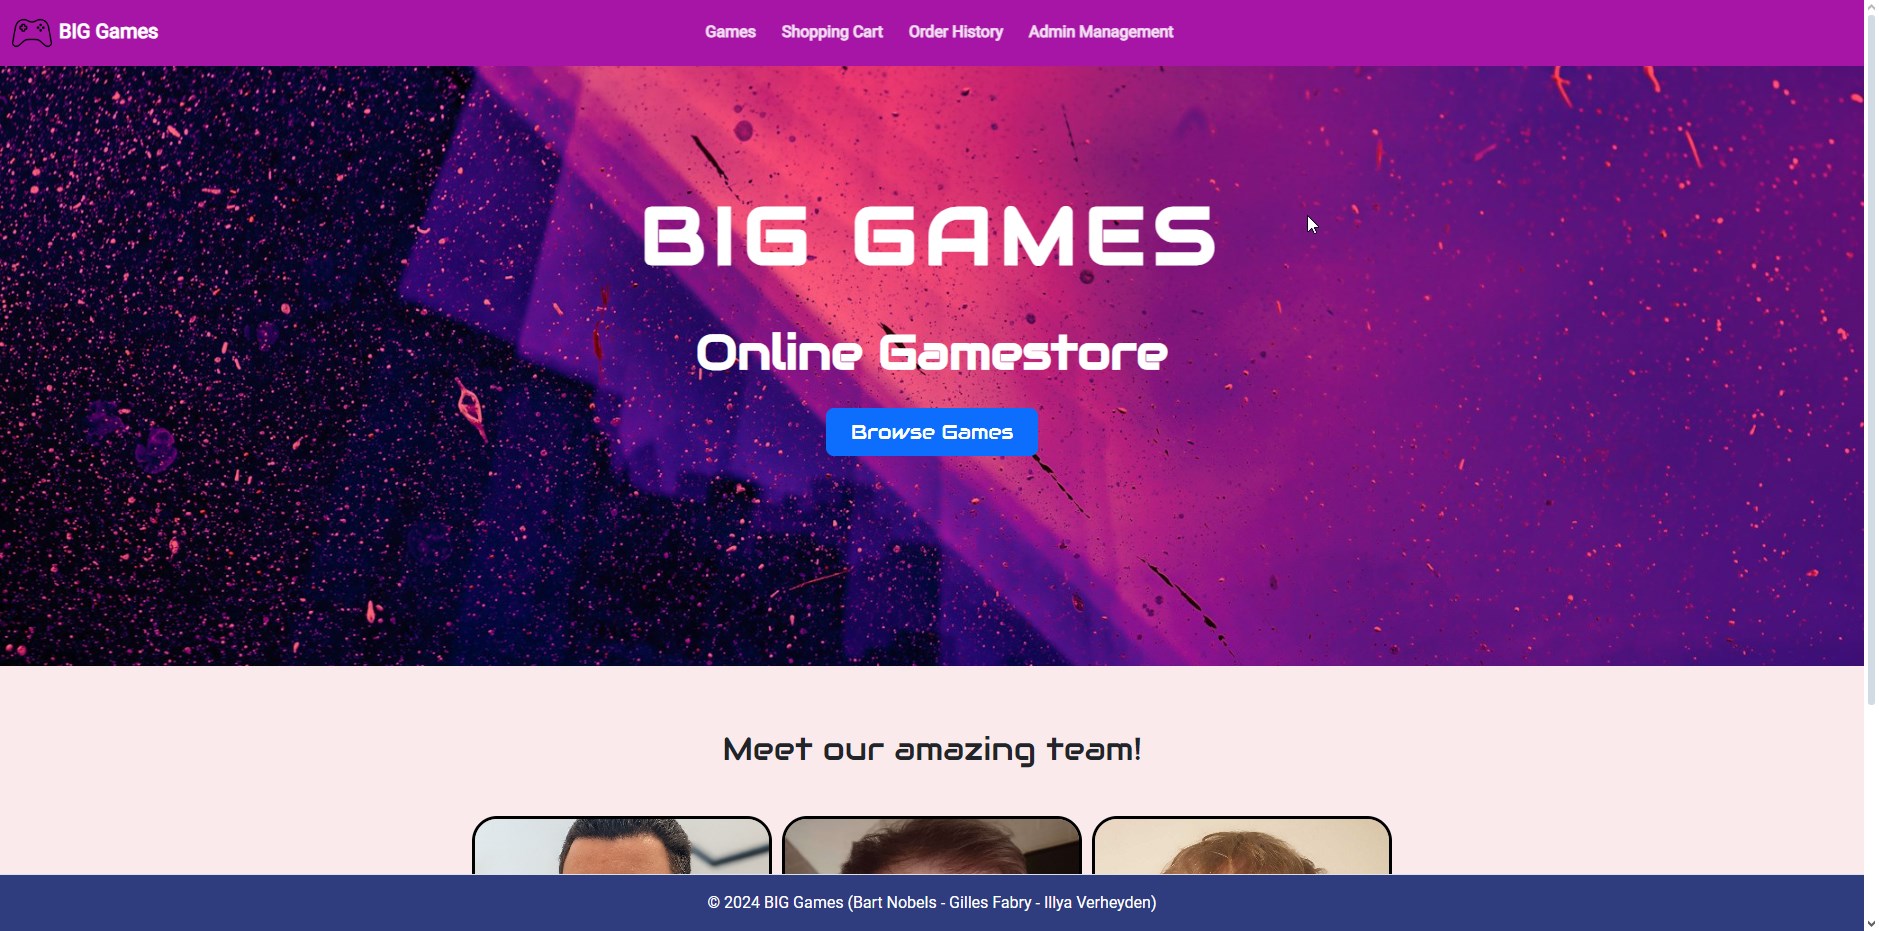 BIG Games
Games Shopping Cart Order History Admin Management
BIG GAMES
Online Gamestore
Browse Games
Meet our amazing team!
© 2024 BIG Games (Bart Nobels - Gilles Fabry - Illya Verheyden)